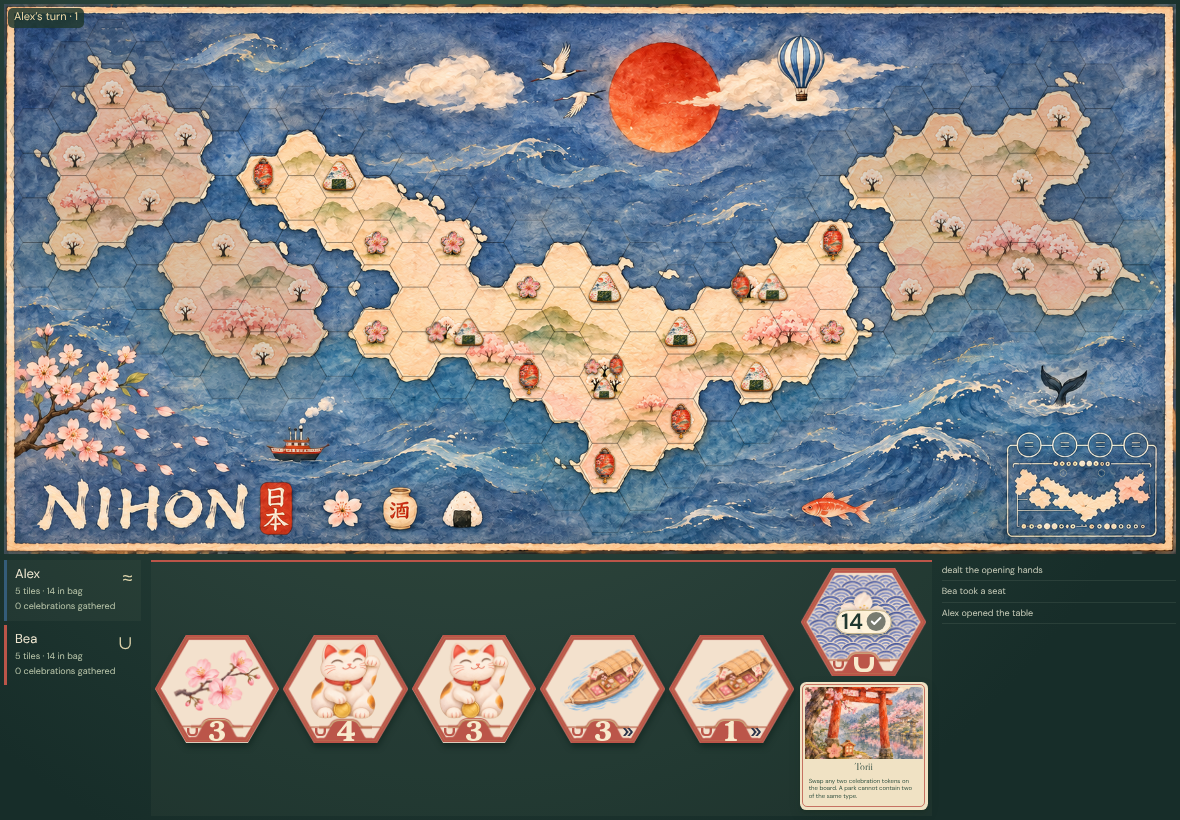 Alex's turn · 1
NIHON
日本
酒
Alex
≈
5 tiles · 14 in bag
0 celebrations gathered
Bea
U
5 tiles · 14 in bag
0 celebrations gathered
U 3
U 4
U 3
U 3 »
U 1 »
14
U U
Torii
Swap any two celebration tokens on
the board. A park cannot contain two
of the same type.
dealt the opening hands
Bea took a seat
Alex opened the table